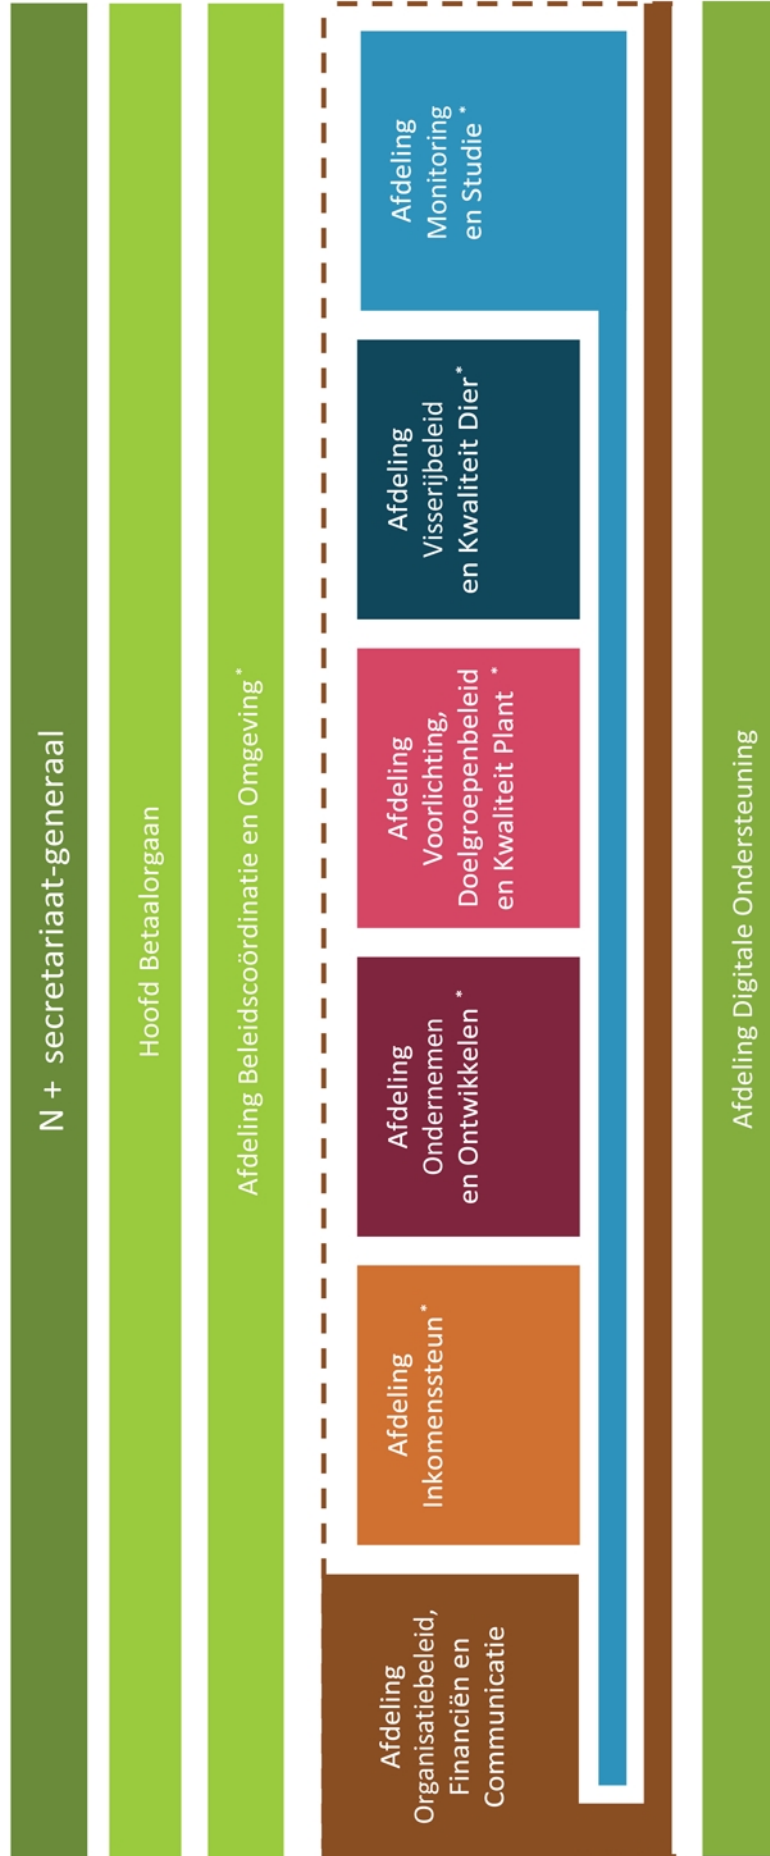 N + secretariaat-generaal
Hoofd Betaalorgaan
Afdeling Beleidscoördinatie en Omgeving*
Afdeling
Organisatiebeleid,
Financiën en
Communicatie
Afdeling
Inkomenssteun*
Afdeling
Ondernemen
en Ontwikkelen*
Afdeling
Voorlichting,
Doelgroepenbeleid
en Kwaliteit Plant*
Afdeling
Visserijbeleid
en Kwaliteit Dier*
Afdeling
Monitoring
en Studie*
Afdeling Digitale Ondersteuning